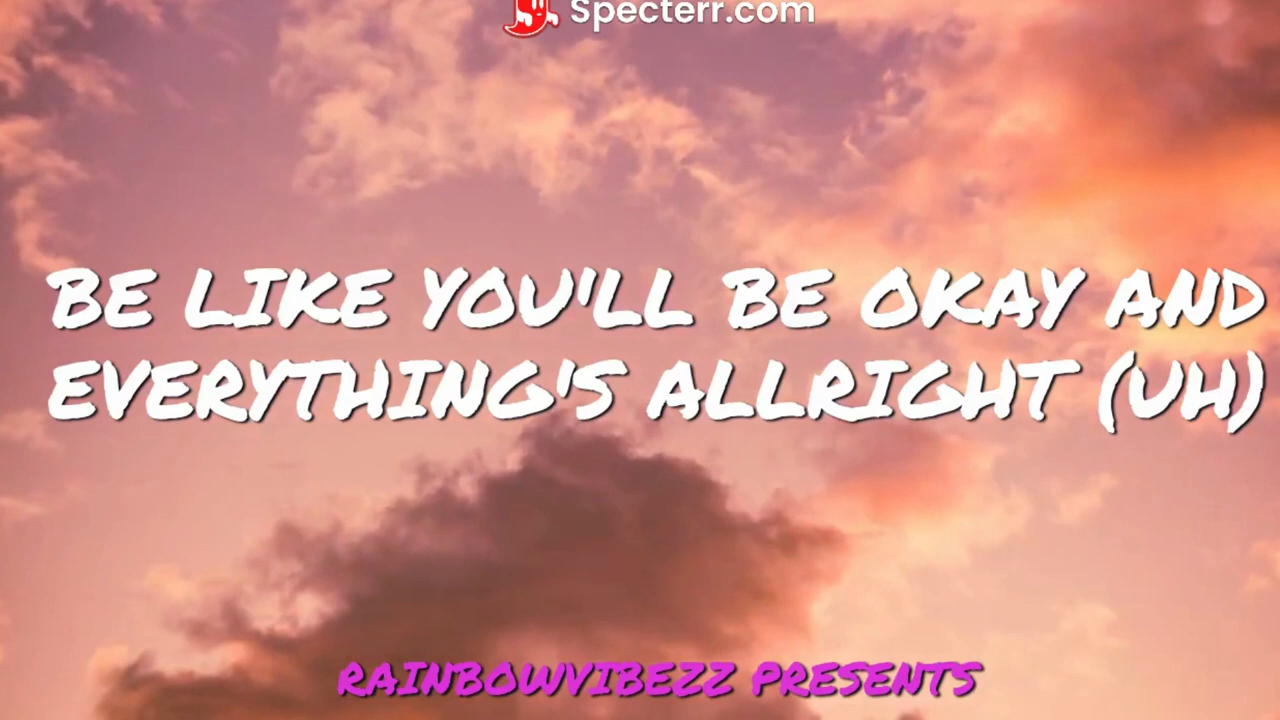 Specterr.com
BE LIKE YOU'LL BE OKAY AND
EVERYTHING'S ALLRIGHT (UH)
RAINBOWVIBEZZ PRESENTS